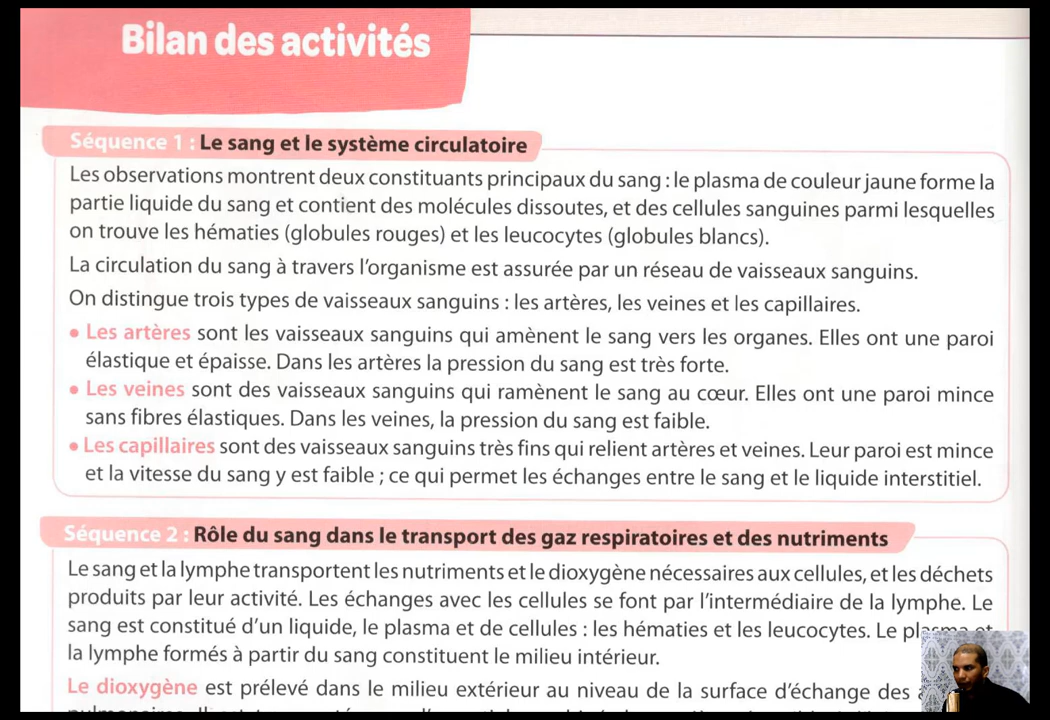 Bilan des activités
Séquence 1 : Le sang et le système circulatoire
Les observations montrent deux constituants principaux du sang : le plasma de couleur jaune forme la
partie liquide du sang et contient des molécules dissoutes, et des cellules sanguines parmi lesquelles
on trouve les hématies (globules rouges) et les leucocytes (globules blancs).
La circulation du sang à travers l'organisme est assurée par un réseau de vaisseaux sanguins.
On distingue trois types de vaisseaux sanguins : les artères, les veines et les capillaires.
• Les artères sont les vaisseaux sanguins qui amènent le sang vers les organes. Elles ont une paroi
élastique et épaisse. Dans les artères la pression du sang est très forte.
• Les veines sont des vaisseaux sanguins qui ramènent le sang au cœur. Elles ont une paroi mince
sans fibres élastiques. Dans les veines, la pression du sang est faible.
• Les capillaires sont des vaisseaux sanguins très fins qui relient artères et veines. Leur paroi est mince
et la vitesse du sang y est faible ; ce qui permet les échanges entre le sang et le liquide interstitiel.
Séquence 2 : Rôle du sang dans le transport des gaz respiratoires et des nutriments
Le sang et la lymphe transportent les nutriments et le dioxygène nécessaires aux cellules, et les déchets
produits par leur activité. Les échanges avec les cellules se font par l'intermédiaire de la lymphe. Le
sang est constitué d'un liquide, le plasma et de cellules : les hématies et les leucocytes. Le plasma et
la lymphe formés à partir du sang constituent le milieu intérieur.
Le dioxygène est prélevé dans le milieu extérieur au niveau de la surface d'échange des